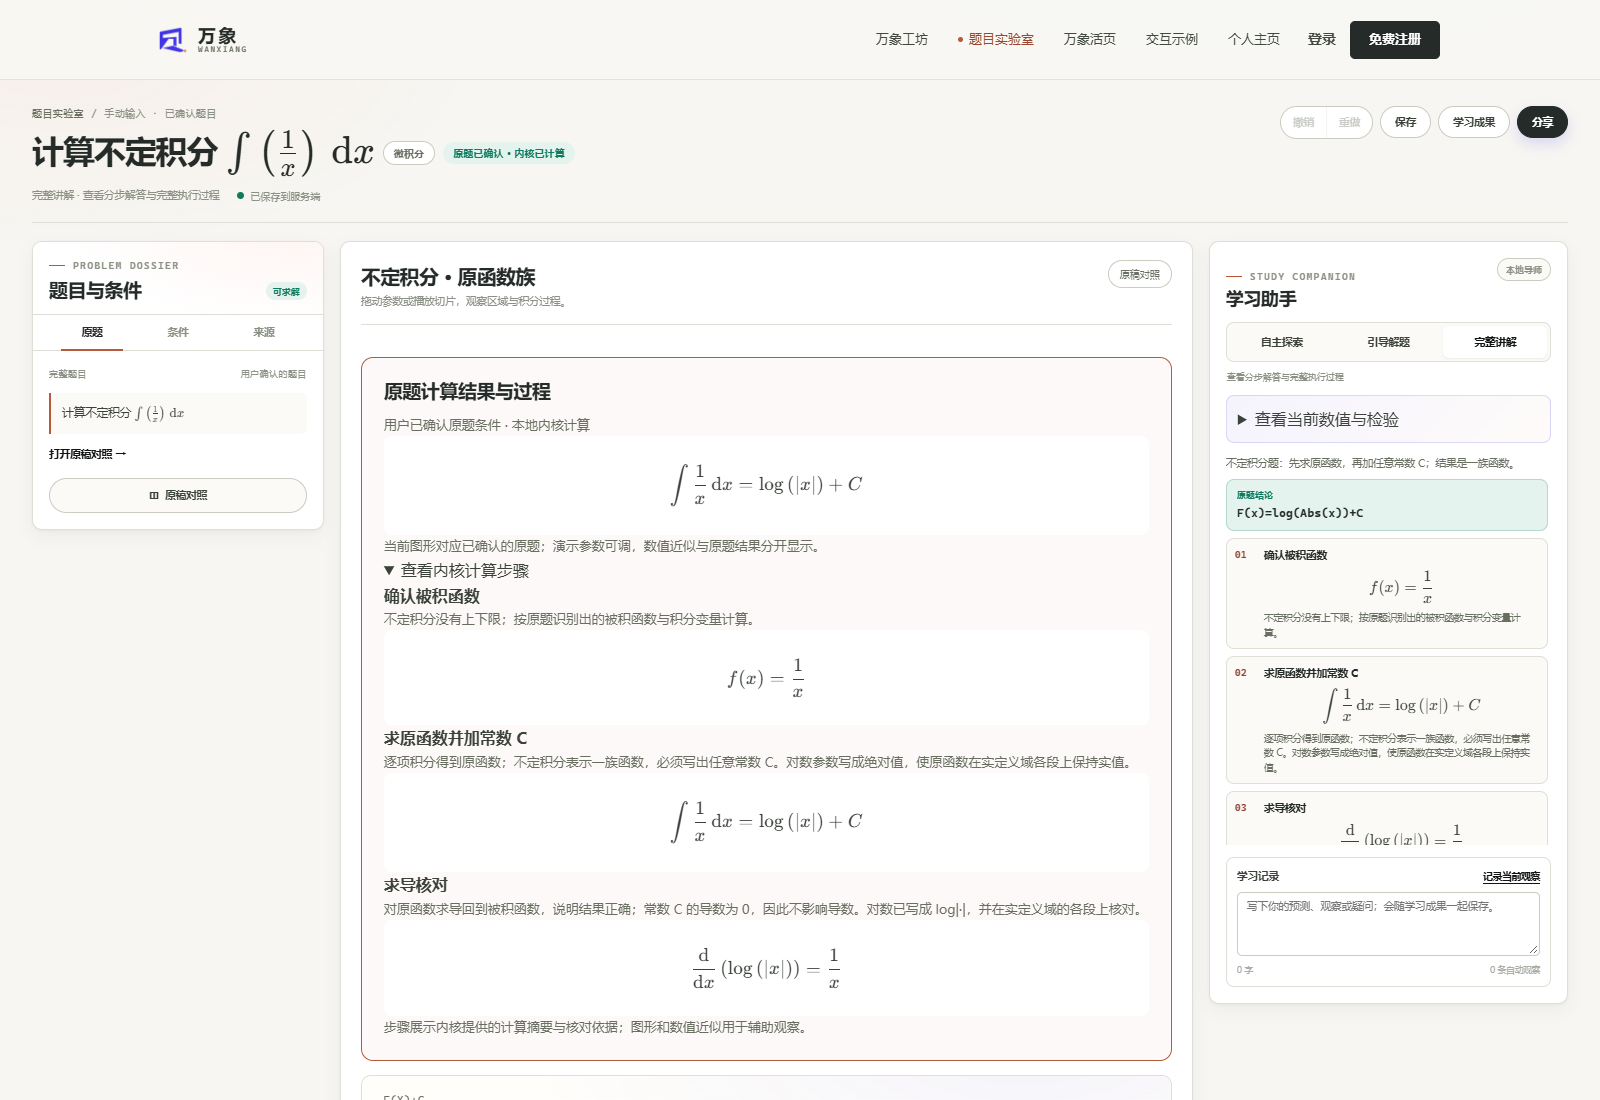 万象
WANXIANG
万象工坊
题目实验室
万象活页
交互示例
个人主页
登录
免费注册
题目实验室 / 手动输入 · 已确认题目
计算不定积分 ∫ (1/x) dx
微积分
原题已确认 • 内核已计算
完整讲解 · 查看分步解答与完整执行过程
已保存到服务端
撤销
重做
保存
学习成果
分享
PROBLEM DOSSIER
题目与条件
可求解
原题
条件
来源
完整题目
用户确认的题目
计算不定积分 ∫ (1/x) dx
打开原稿对照 →
原稿对照
不定积分 • 原函数族
拖动参数或播放切片，观察区域与积分过程。
原稿对照
原题计算结果与过程
用户已确认原题条件 · 本地内核计算
∫ 1/x dx = log (|x|) + C
当前图形对应已确认的原题；演示参数可调，数值近似与原题结果分开显示。
▼ 查看内核计算步骤
确认被积函数
不定积分没有上下限；按原题识别出的被积函数与积分变量计算。
f(x) = 1/x
求原函数并加常数 C
逐项积分得到原函数；不定积分表示一族函数，必须写出任意常数 C。对数参数写成绝对值，使原函数在实定义域各段上保持实值。
∫ 1/x dx = log (|x|) + C
求导核对
对原函数求导回到被积函数，说明结果正确；常数 C 的导数为 0，因此不影响导数。对数已写成 log|·|，并在实定义域的各段上核对。
d/dx (log (|x|)) = 1/x
步骤展示内核提供的计算摘要与核对依据；图形和数值近似用于辅助观察。
F(X)+C
STUDY COMPANION
本地导师
学习助手
自主探索
引导解题
完整讲解
查看分步解答与完整执行过程
▶ 查看当前数值与检验
不定积分题：先求原函数，再加任意常数 C；结果是一族函数。
原题结论
F(x)=log(Abs(x))+C
01 确认被积函数
f(x) = 1/x
不定积分没有上下限；按原题识别出的被积函数与积分变量计
算。
02 求原函数并加常数 C
∫ 1/x dx = log (|x|) + C
逐项积分得到原函数；不定积分表示一族函数，必须写出任意常
数 C。对数参数写成绝对值，使原函数在实定义域各段上保持实
值。
03 求导核对
d (log (|x|)) = 1
学习记录
记录当前观察
写下你的预测、观察或疑问；会随学习成果一起保存。
0 字
0 条自动观察